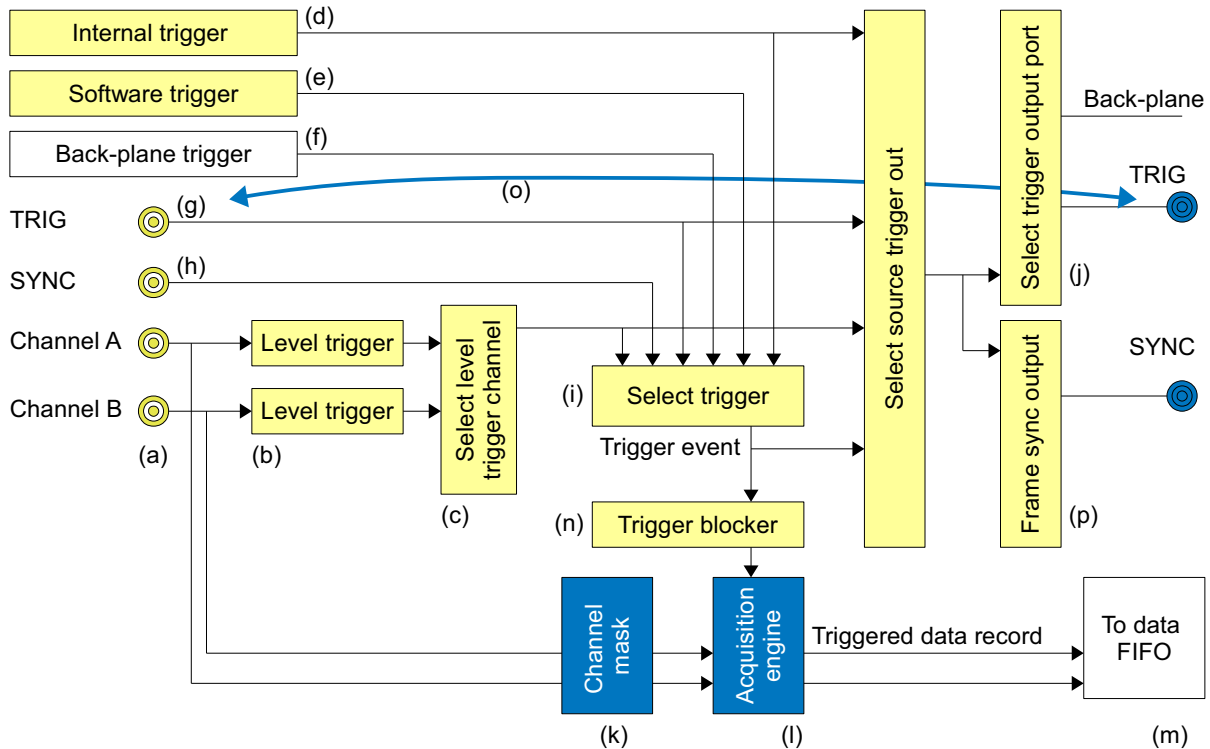 Internal trigger
(d)
Software trigger
(e)
Back-plane trigger
(f)
TRIG
(g)
(o)
SYNC
(h)
Channel A
Channel B
(a)
Level trigger
Level trigger
(b)
Select level
trigger channel
(c)
(i)
Select trigger
Trigger event
(n)
Trigger blocker
Select source trigger out
Select trigger output port
(j)
Back-plane
TRIG
Frame sync output
(p)
SYNC
Channel
mask
(k)
Acquisition
engine
(l)
Triggered data record
To data
FIFO
(m)